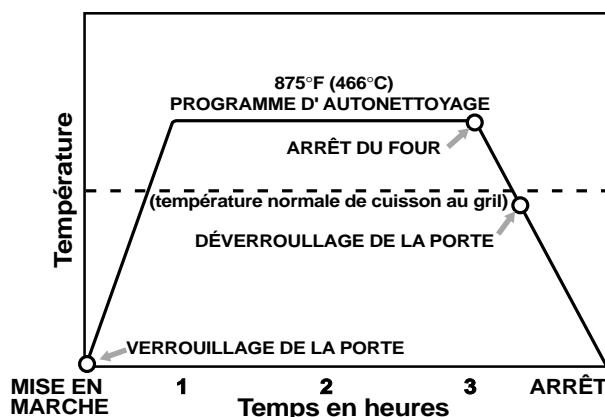 875°F (466°C)
PROGRAMME D' AUTONETTOYAGE
ARRÊT DU FOUR
Température
(température normale de cuisson au gril)
DÉVERROULLAGE DE LA PORTE
VERROUILLAGE DE LA PORTE
MISE EN
MARCHE
1
2
3
ARRÊT
Temps en heures